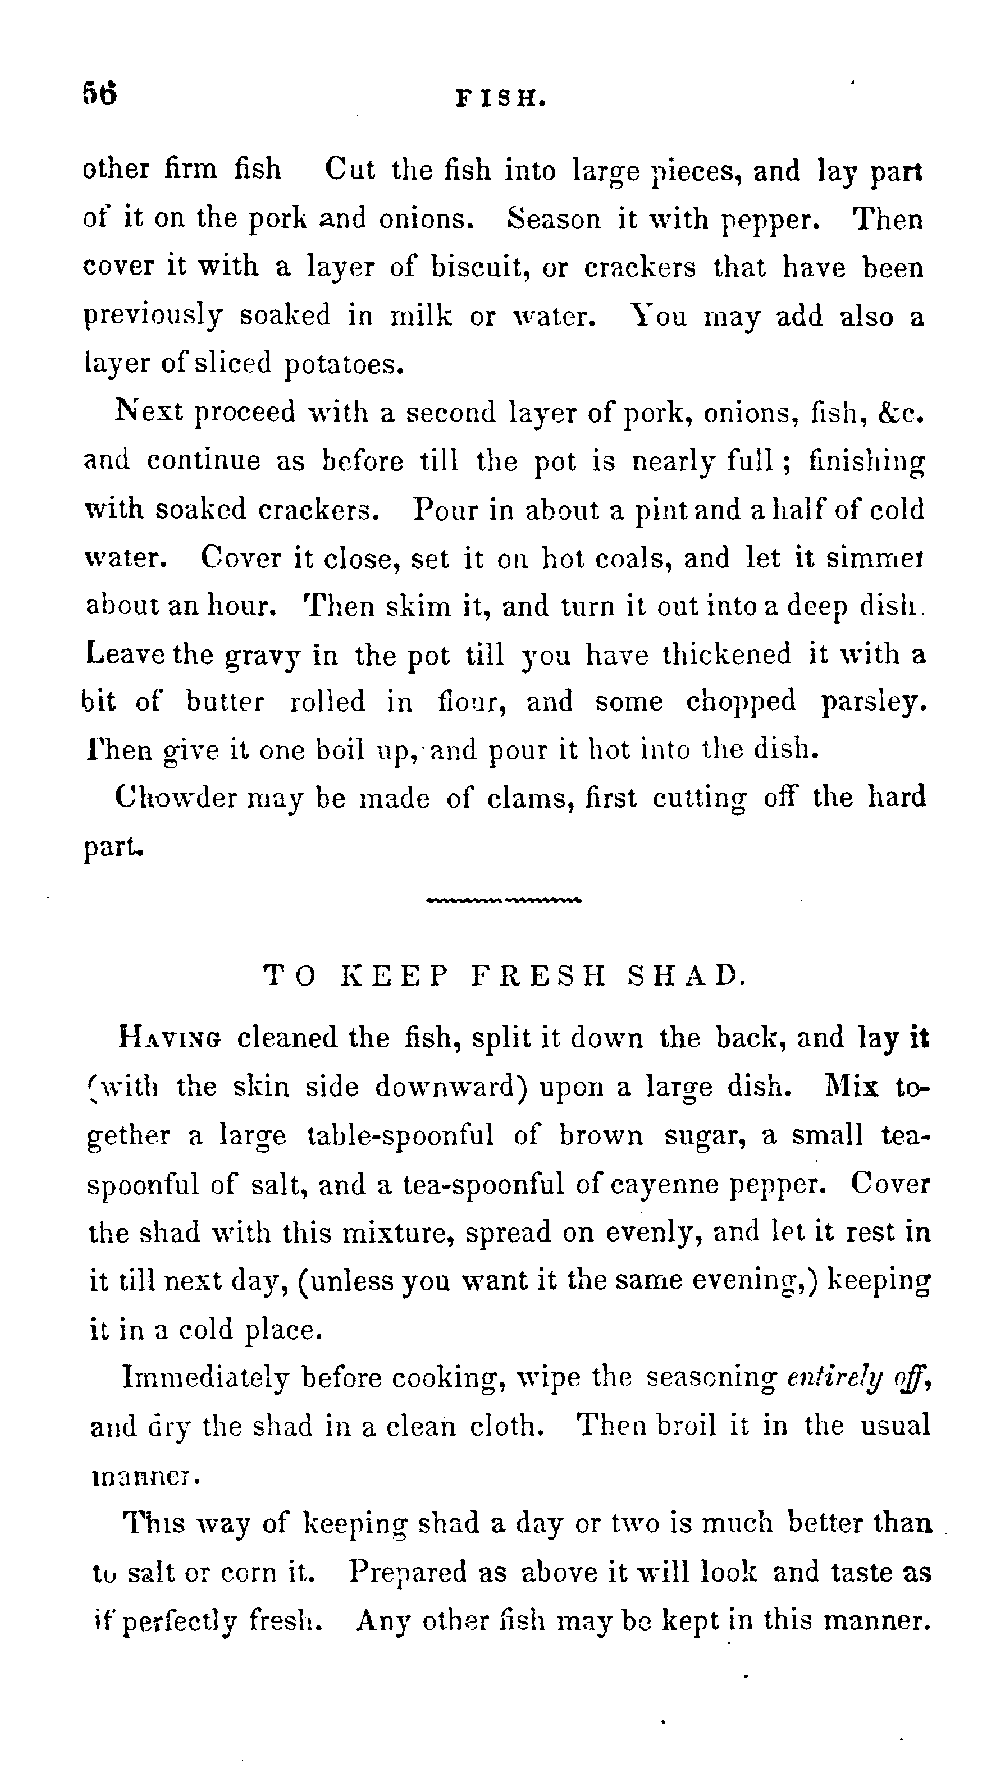 56 FISH.
other firm fish Cut the fish into large pieces, and lay part
of it on the pork and onions. Season it with pepper. Then
cover it with a layer of biscuit, or crackers that have been
previously soaked in milk or water. You may add also a
layer of sliced potatoes.
Next proceed with a second layer of pork, onions, fish, &c.
and continue as before till the pot is nearly full; finishing
with soaked crackers. Pour in about a pint and a half of cold
water. Cover it close, set it on hot coals, and let it simmer
about an hour. Then skim it, and turn it out into a deep dish.
Leave the gravy in the pot till you have thickened it with a
bit of butter rolled in flour, and some chopped parsley.
Then give it one boil up, and pour it hot into the dish.
Chowder may be made of clams, first cutting off the hard
part.
TO KEEP FRESH SHAD.
Having cleaned the fish, split it down the back, and lay it
(with the skin side downward) upon a large dish. Mix to-
gether a large table-spoonful of brown sugar, a small tea-
spoonful of salt, and a tea-spoonful of cayenne pepper. Cover
the shad with this mixture, spread on evenly, and let it rest in
it till next day, (unless you want it the same evening,) keeping
it in a cold place.
Immediately before cooking, wipe the seasoning entirely off,
and dry the shad in a clean cloth. Then broil it in the usual
manner.
This way of keeping shad a day or two is much better than
to salt or corn it. Prepared as above it will look and taste as
if perfectly fresh. Any other fish may be kept in this manner.